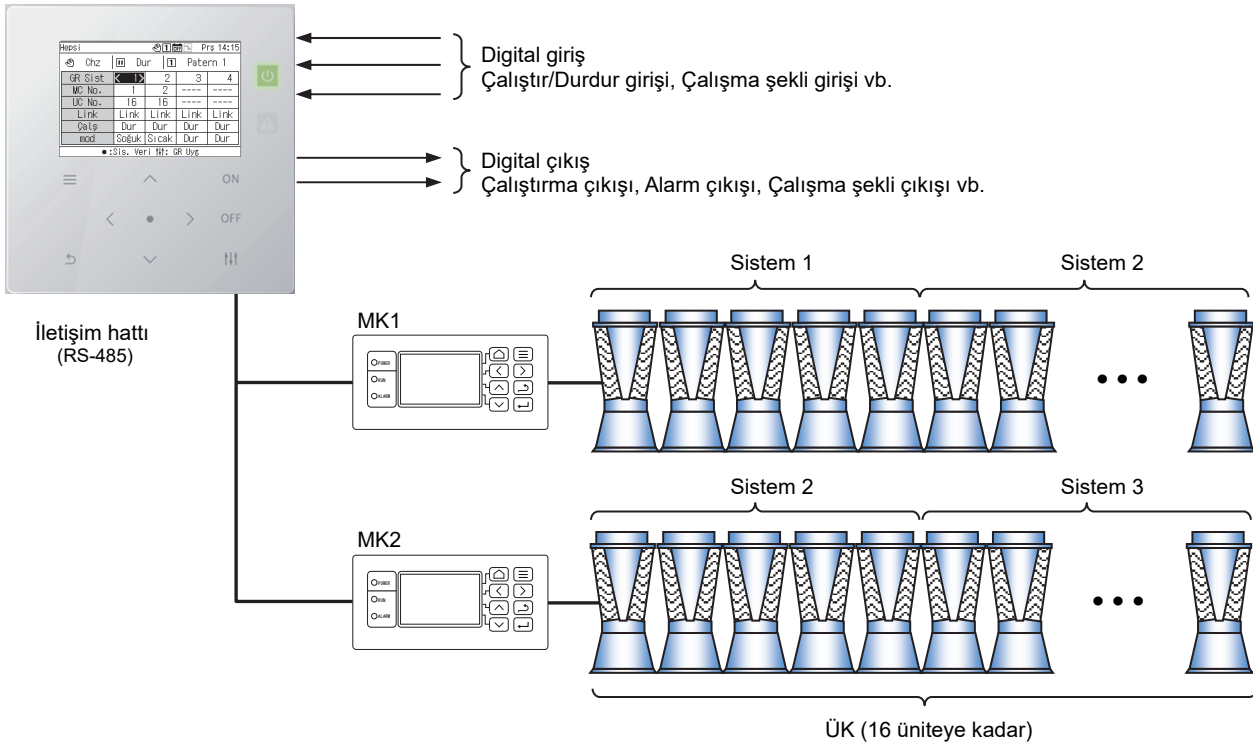 Hepsi 1 Prş 14:15
Chz Dur 1 Patern 1
GR Sist < 1> 2 3 4
MC No. 1 2 ---- ----
UC No. 16 16 ---- ----
Link Link Link Link Link
Çalş Dur Dur Dur Dur
mod Soğuk Sıcak Dur Dur
● :Sis. Veri : GR Uyg
ON
OFF
Digital giriş
Çalıştır/Durdur girişi, Çalışma şekli girişi vb.
Digital çıkış
Çalıştırma çıkışı, Alarm çıkışı, Çalışma şekli çıkışı vb.
İletişim hattı
(RS-485)
Sistem 1
Sistem 2
MK1
POWER
RUN
ALARM
Sistem 2
Sistem 3
MK2
POWER
RUN
ALARM
ÜK (16 üniteye kadar)